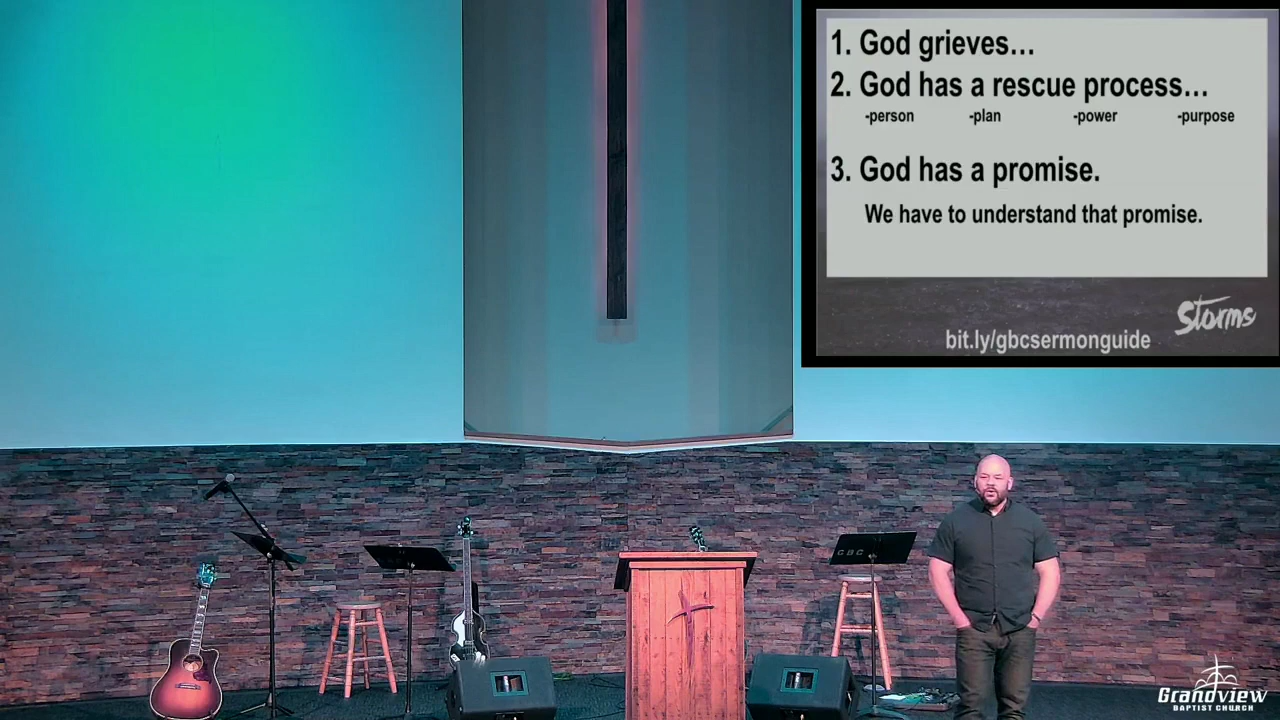 1. God grieves…
2. God has a rescue process…
-person -plan -power -purpose
3. God has a promise.
We have to understand that promise.
Storms
bit.ly/gbcsermonguide
GBC
Grandview
BAPTIST CHURCH